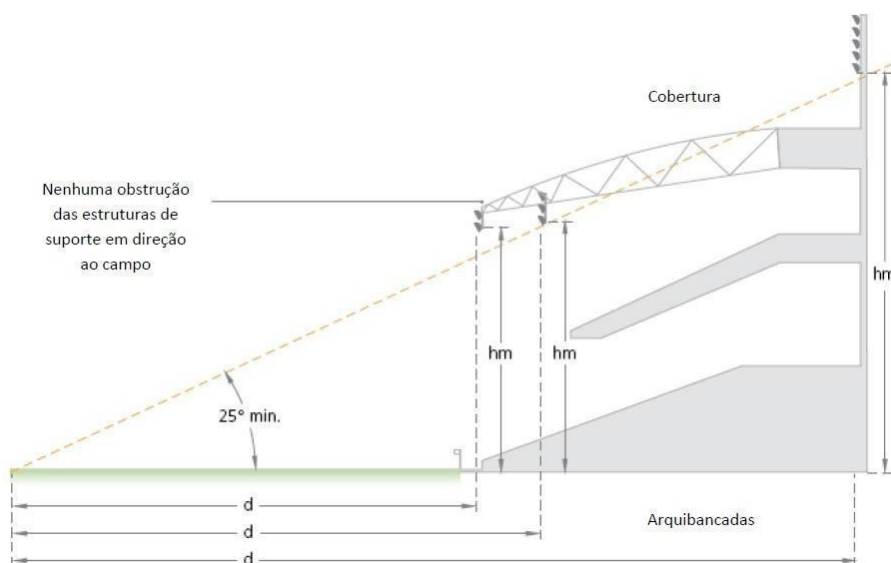 Cobertura
Nenhuma obstrução
das estruturas de
suporte em direção
ao campo
hm
hm
hm
25° min.
d
d
d
Arquibancadas